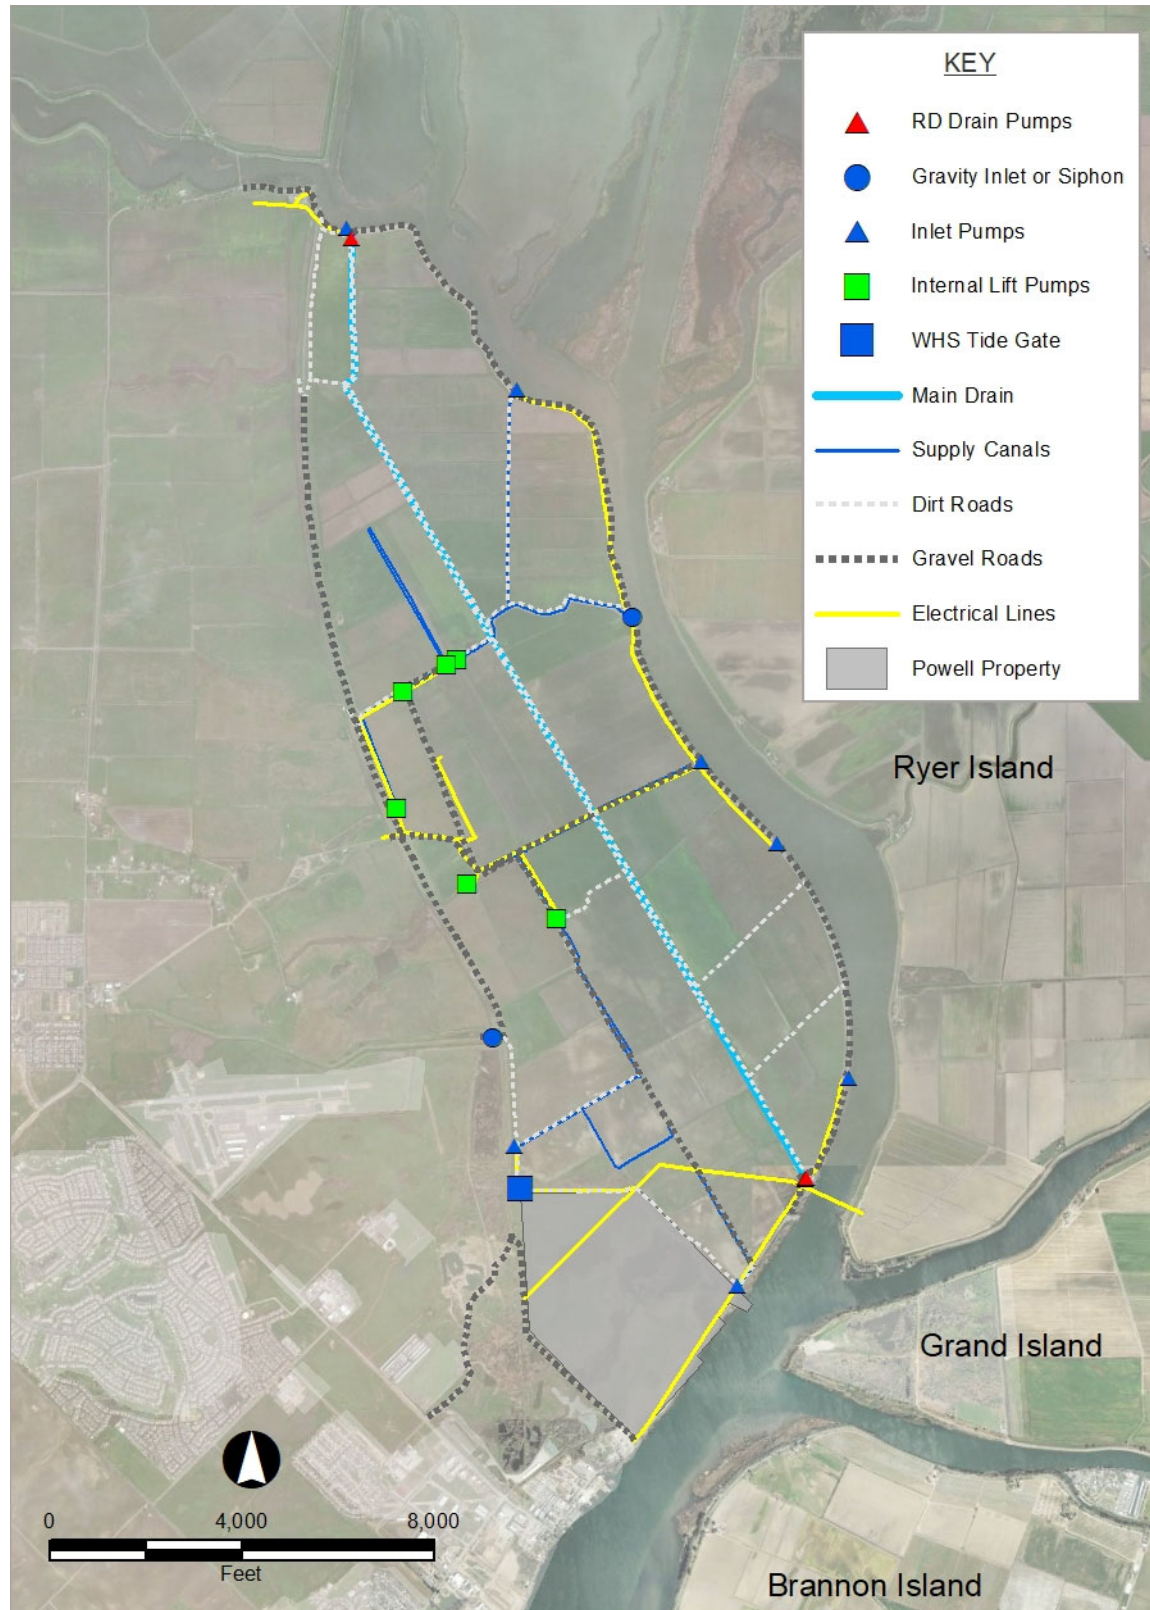 KEY
RD Drain Pumps
Gravity Inlet or Siphon
Inlet Pumps
Internal Lift Pumps
WHS Tide Gate
Main Drain
Supply Canals
Dirt Roads
Gravel Roads
Electrical Lines
Powell Property
Ryer Island
Grand Island
0 4,000 8,000
Feet
Brannon Island